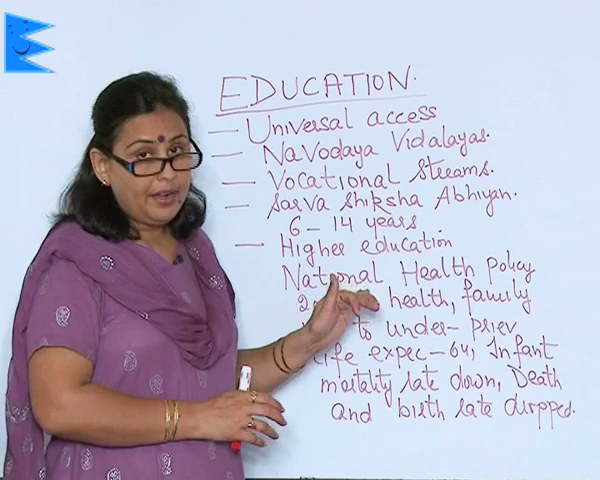 EDUCATION.
— Universal access
— Navodaya Vidalayas.
— Vocational Streams.
— Sarva Shiksha Abhiyan.
6 – 14 years
— Higher education
National Health Policy
health, family
to under-priev
Life expec – 64, Infant
mortality rate down, Death
and birth rate dropped.